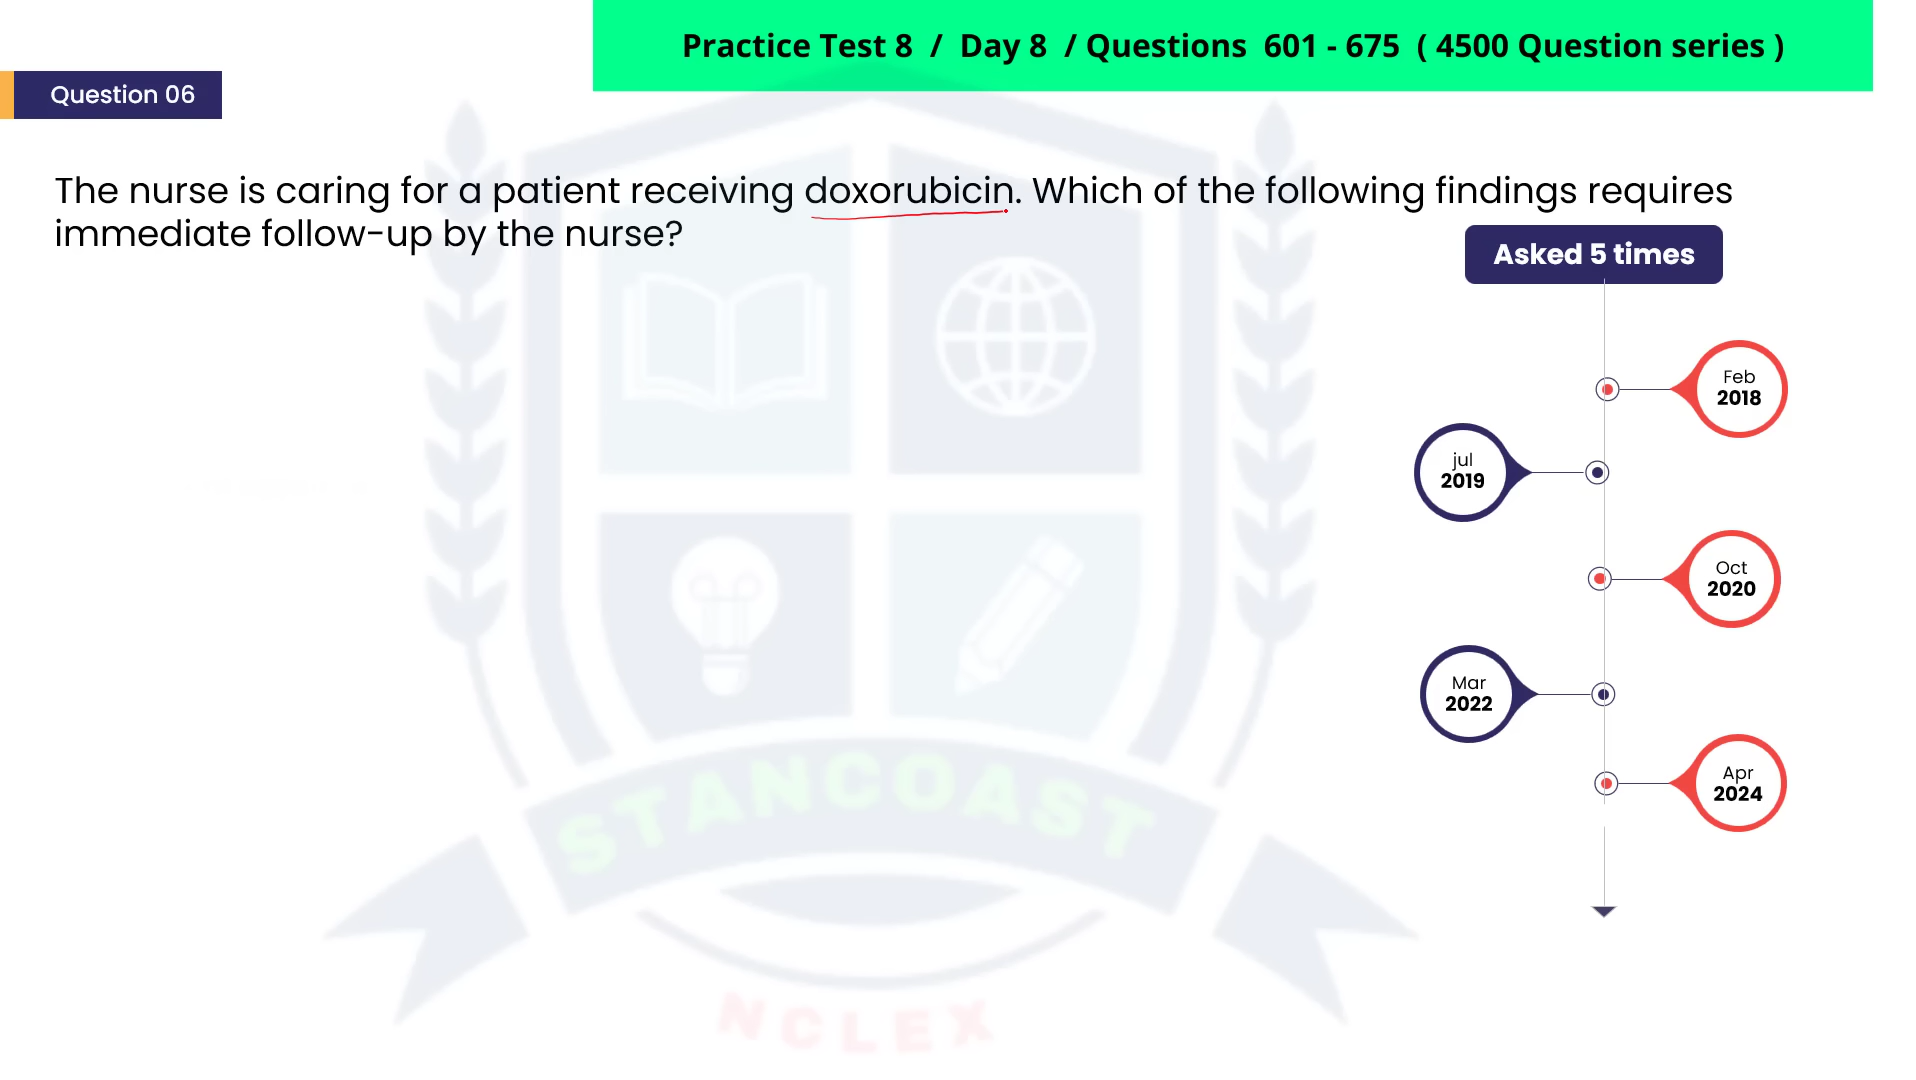 Practice Test 8 / Day 8 / Questions 601 - 675 ( 4500 Question series )
Question 06
The nurse is caring for a patient receiving doxorubicin. Which of the following findings requires
immediate follow-up by the nurse?
Asked 5 times
Feb
2018
jul
2019
Oct
2020
Mar
2022
Apr
2024
STANCOAST
NCLEX